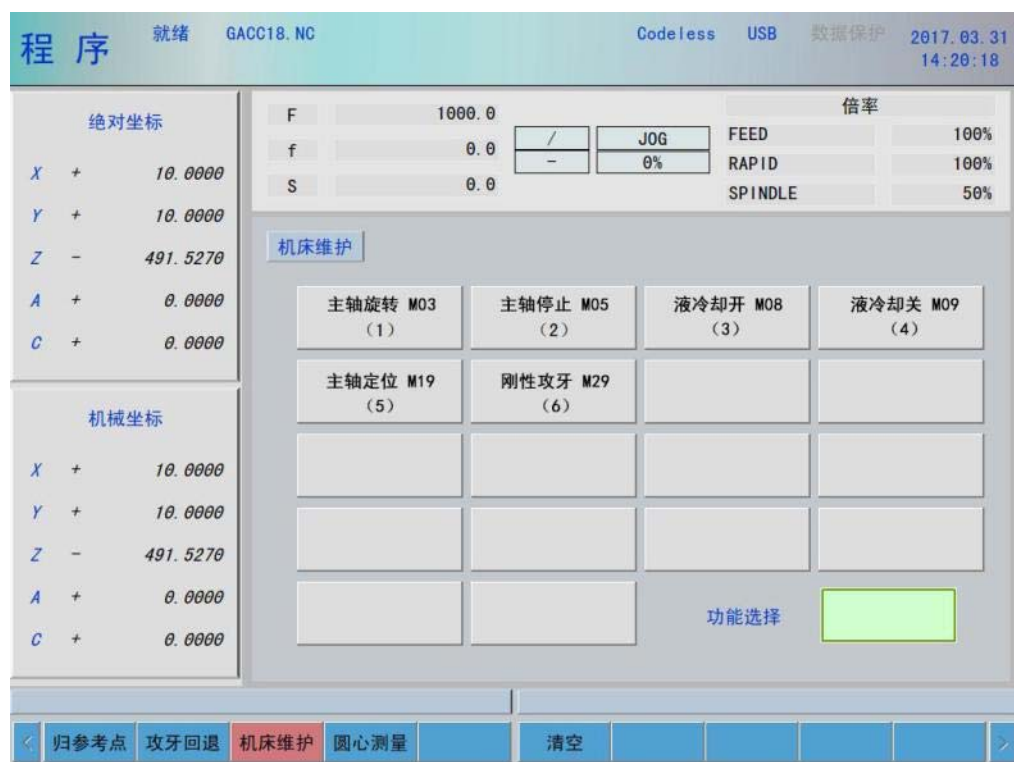 程 序 就绪 GACC18.NC Codeless USB 数据保护 2017.03.31
14:20:18
绝对坐标
X + 10.0000
Y + 10.0000
Z - 491.5270
A + 0.0000
C + 0.0000
机械坐标
X + 10.0000
Y + 10.0000
Z - 491.5270
A + 0.0000
C + 0.0000
F 1000.0
f 0.0
S 0.0
/ JOG
- 0%
倍率
FEED 100%
RAPID 100%
SPINDLE 50%
机床维护
主轴旋转 M03
（1）
主轴停止 M05
（2）
液冷却开 M08
（3）
液冷却关 M09
（4）
主轴定位 M19
（5）
刚性攻牙 M29
（6）
功能选择
< 归参考点 攻牙回退 机床维护 圆心测量 清空 >